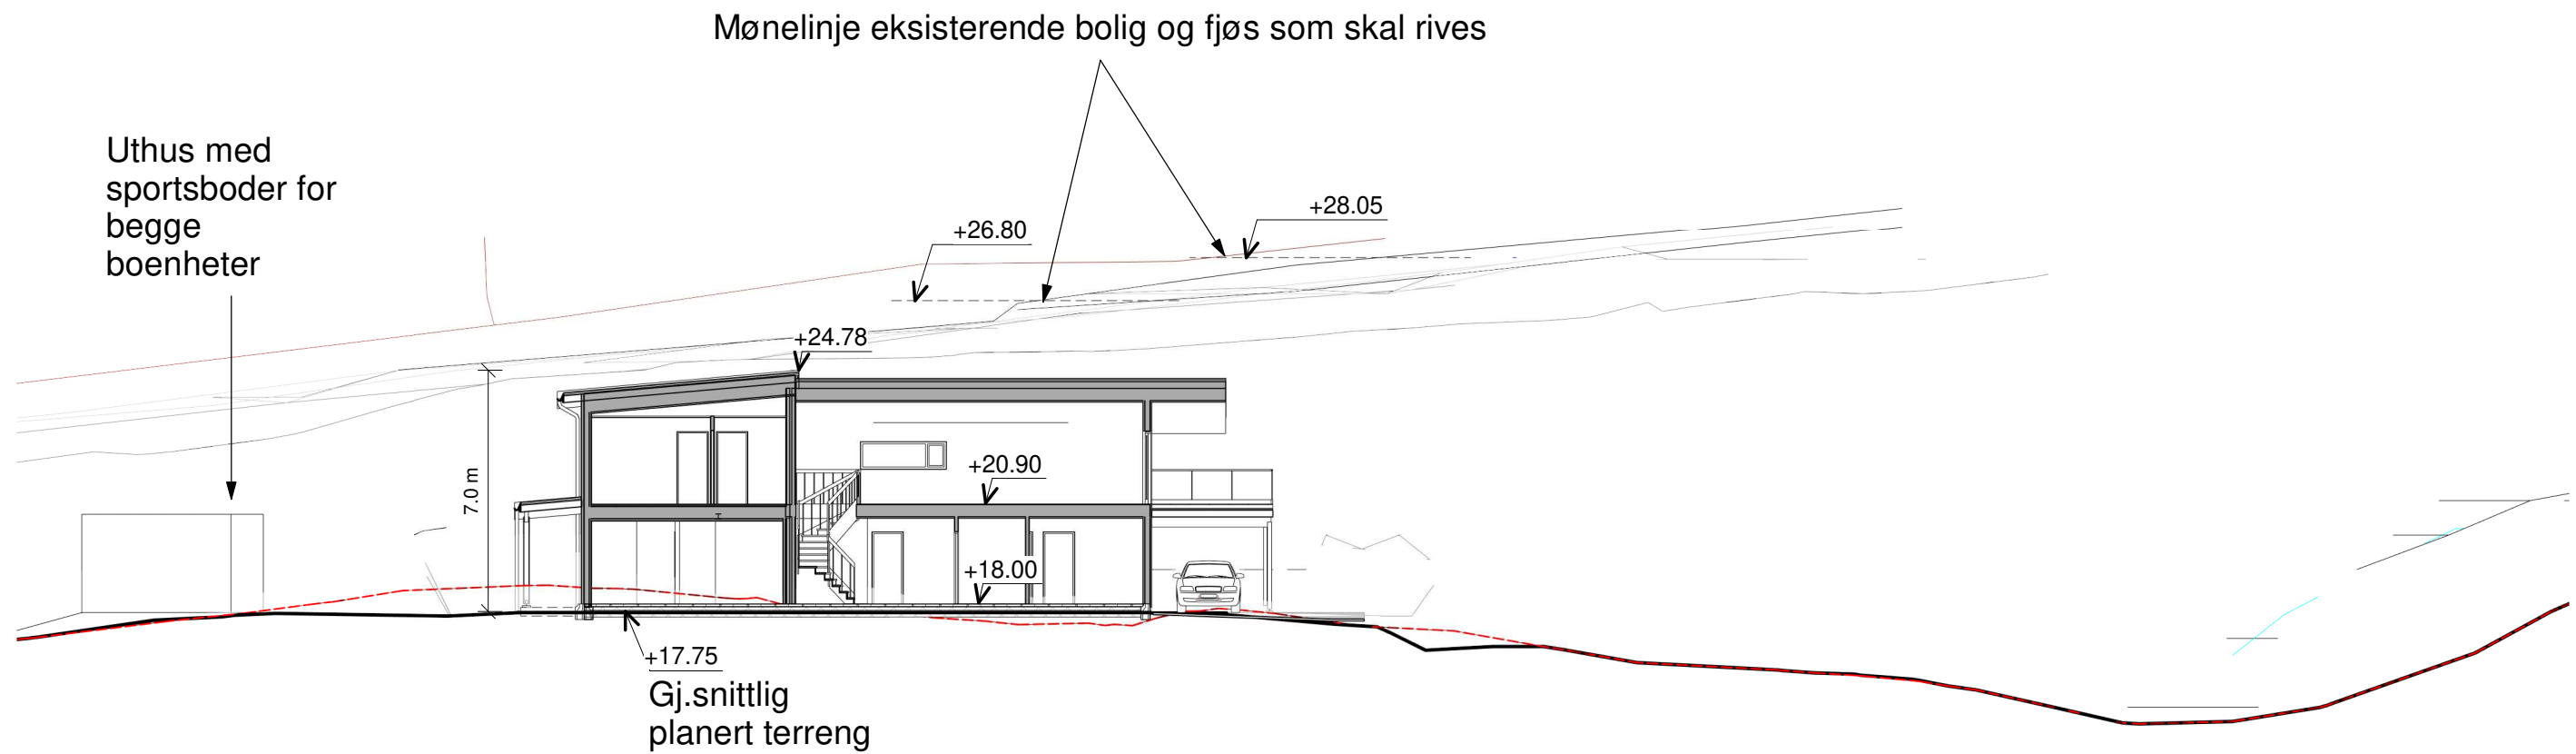 Mønelinje eksisterende bolig og fjøs som skal rives
Uthus med
sportsboder for
begge
boenheter
+28.05
+26.80
+24.78
7.0 m
+20.90
+18.00
+17.75
Gj.snittlig
planert terreng